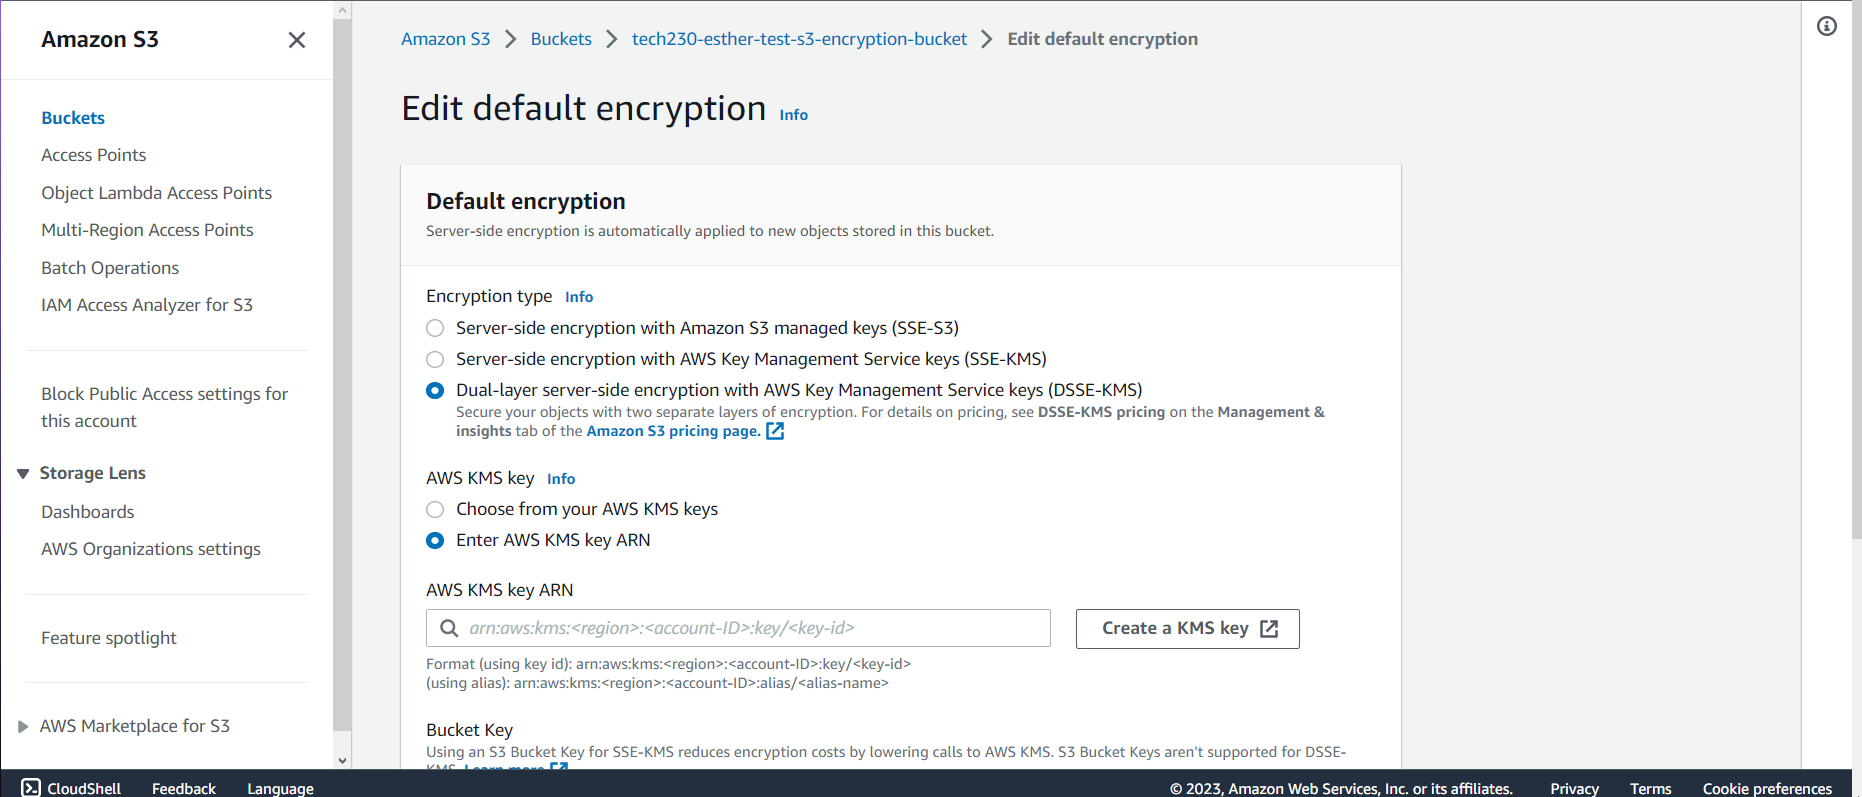 Amazon S3
Buckets
Access Points
Object Lambda Access Points
Multi-Region Access Points
Batch Operations
IAM Access Analyzer for S3
Block Public Access settings for
this account
Storage Lens
Dashboards
AWS Organizations settings
Feature spotlight
AWS Marketplace for S3
Amazon S3 > Buckets > tech230-esther-test-s3-encryption-bucket > Edit default encryption
Edit default encryption Info
Default encryption
Server-side encryption is automatically applied to new objects stored in this bucket.
Encryption type Info
Server-side encryption with Amazon S3 managed keys (SSE-S3)
Server-side encryption with AWS Key Management Service keys (SSE-KMS)
Dual-layer server-side encryption with AWS Key Management Service keys (DSSE-KMS)
Secure your objects with two separate layers of encryption. For details on pricing, see DSSE-KMS pricing on the Management &
insights tab of the Amazon S3 pricing page.
AWS KMS key Info
Choose from your AWS KMS keys
Enter AWS KMS key ARN
AWS KMS key ARN
arn:aws:kms:<region>:<account-ID>:key/<key-id>
Create a KMS key
Format (using key id): arn:aws:kms:<region>:<account-ID>:key/<key-id>
(using alias): arn:aws:kms:<region>:<account-ID>:alias/<alias-name>
Bucket Key
Using an S3 Bucket Key for SSE-KMS reduces encryption costs by lowering calls to AWS KMS. S3 Bucket Keys aren't supported for DSSE-
KMS. Learn more
CloudShell Feedback Language © 2023, Amazon Web Services, Inc. or its affiliates. Privacy Terms Cookie preferences